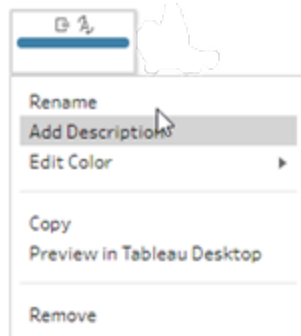 Rename
Add Description
Edit Color
Copy
Preview in Tableau Desktop
Remove